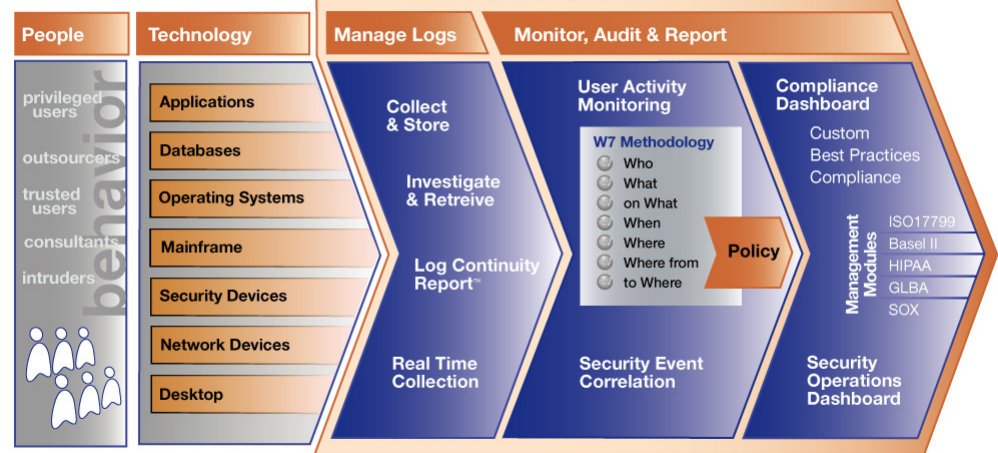 People
Technology
Manage Logs
Monitor, Audit & Report
behavior
privileged
users
outsourcers
trusted
users
consultants
intruders
Applications
Databases
Operating Systems
Mainframe
Security Devices
Network Devices
Desktop
Collect
& Store
Investigate
& Retreive
Log Continuity
Report™
Real Time
Collection
User Activity
Monitoring
W7 Methodology
Who
What
on What
When
Where
Where from
to Where
Policy
Security Event
Correlation
Compliance
Dashboard
Custom
Best Practices
Compliance
Management
Modules
ISO17799
Basel II
HIPAA
GLBA
SOX
Security
Operations
Dashboard